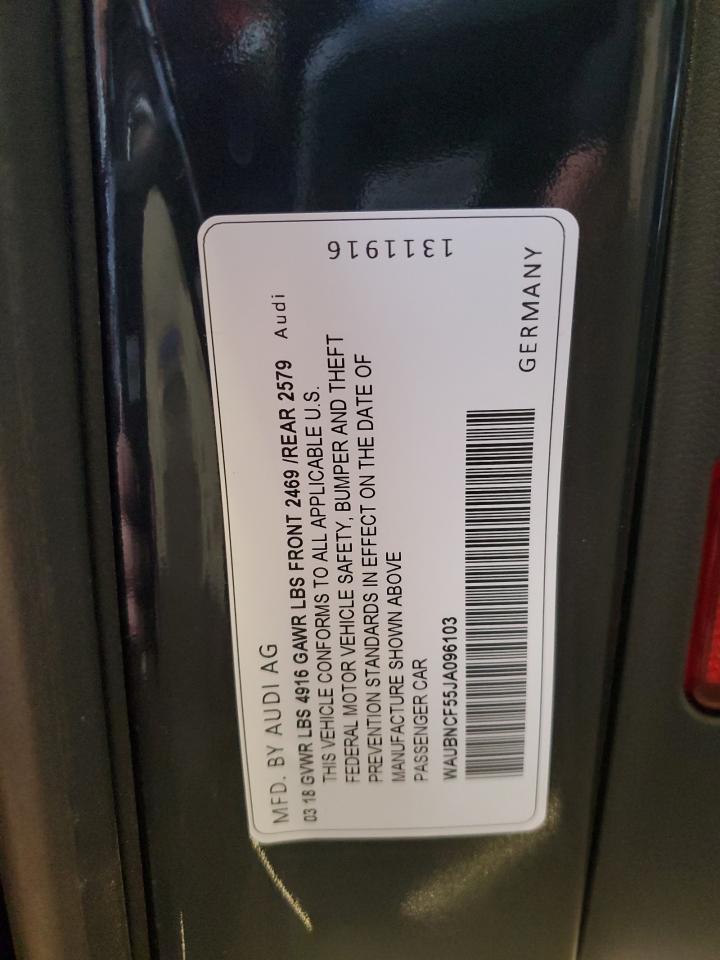 MFD. BY AUDI AG
03 18 GVWR LBS 4916 GAWR LBS FRONT 2469 /REAR 2579 Audi
THIS VEHICLE CONFORMS TO ALL APPLICABLE U.S.
FEDERAL MOTOR VEHICLE SAFETY, BUMPER AND THEFT
PREVENTION STANDARDS IN EFFECT ON THE DATE OF
MANUFACTURE SHOWN ABOVE
PASSENGER CAR
WAUBNCF55JA096103
GERMANY
1311916